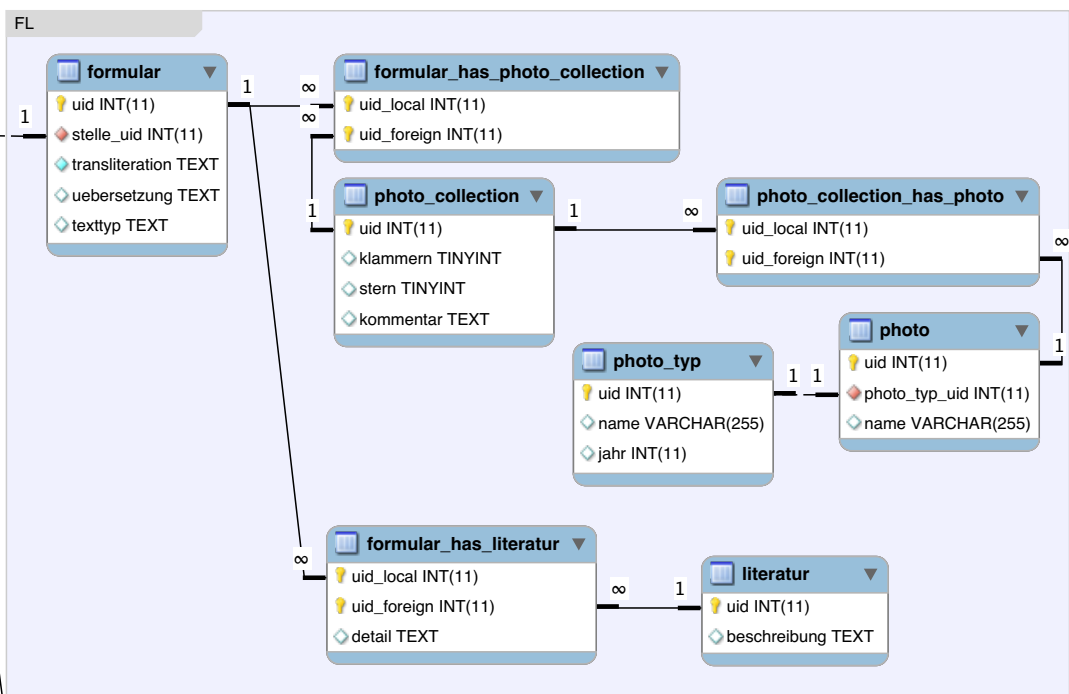 FL
formular
uid INT(11)
stelle_uid INT(11)
transliteration TEXT
uebersetzung TEXT
texttyp TEXT
1
1
∞
∞
formular_has_photo_collection
uid_local INT(11)
uid_foreign INT(11)
1
photo_collection
uid INT(11)
klammern TINYINT
stern TINYINT
kommentar TEXT
1
∞
photo_collection_has_photo
uid_local INT(11)
uid_foreign INT(11)
∞
1
photo
uid INT(11)
photo_typ_uid INT(11)
name VARCHAR(255)
1 1
photo_typ
uid INT(11)
name VARCHAR(255)
jahr INT(11)
∞
formular_has_literatur
uid_local INT(11)
uid_foreign INT(11)
detail TEXT
∞
1
literatur
uid INT(11)
beschreibung TEXT